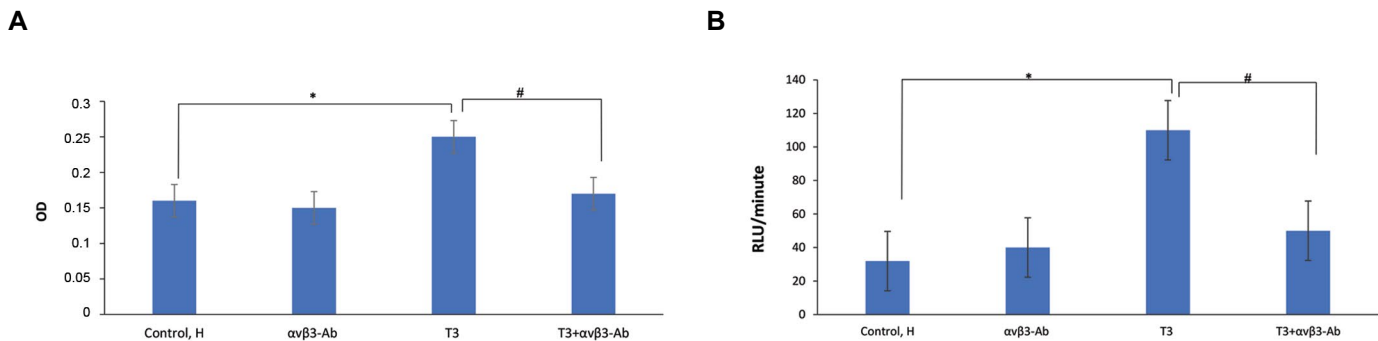 A
B
*
#
0.3
0.25
0.2
0.15
0.1
0.05
0
OD
Control, H
αvβ3-Ab
T3
T3+αvβ3-Ab
*
#
140
120
100
80
60
40
20
0
RLU/minute
Control, H
αvβ3-Ab
T3
T3+αvβ3-Ab